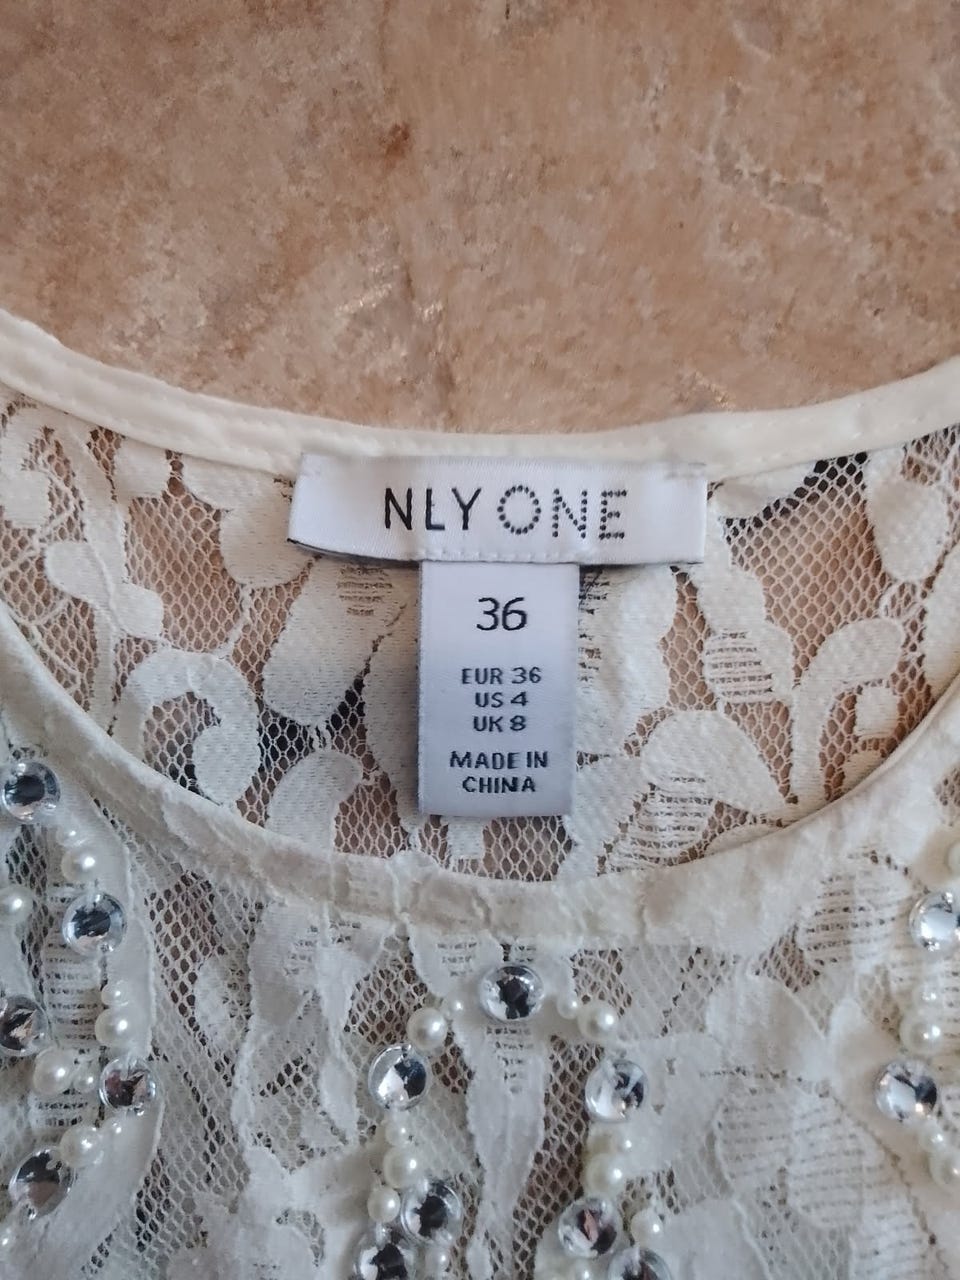 NLY ONE
36
EUR 36
US 4
UK 8
MADE IN
CHINA